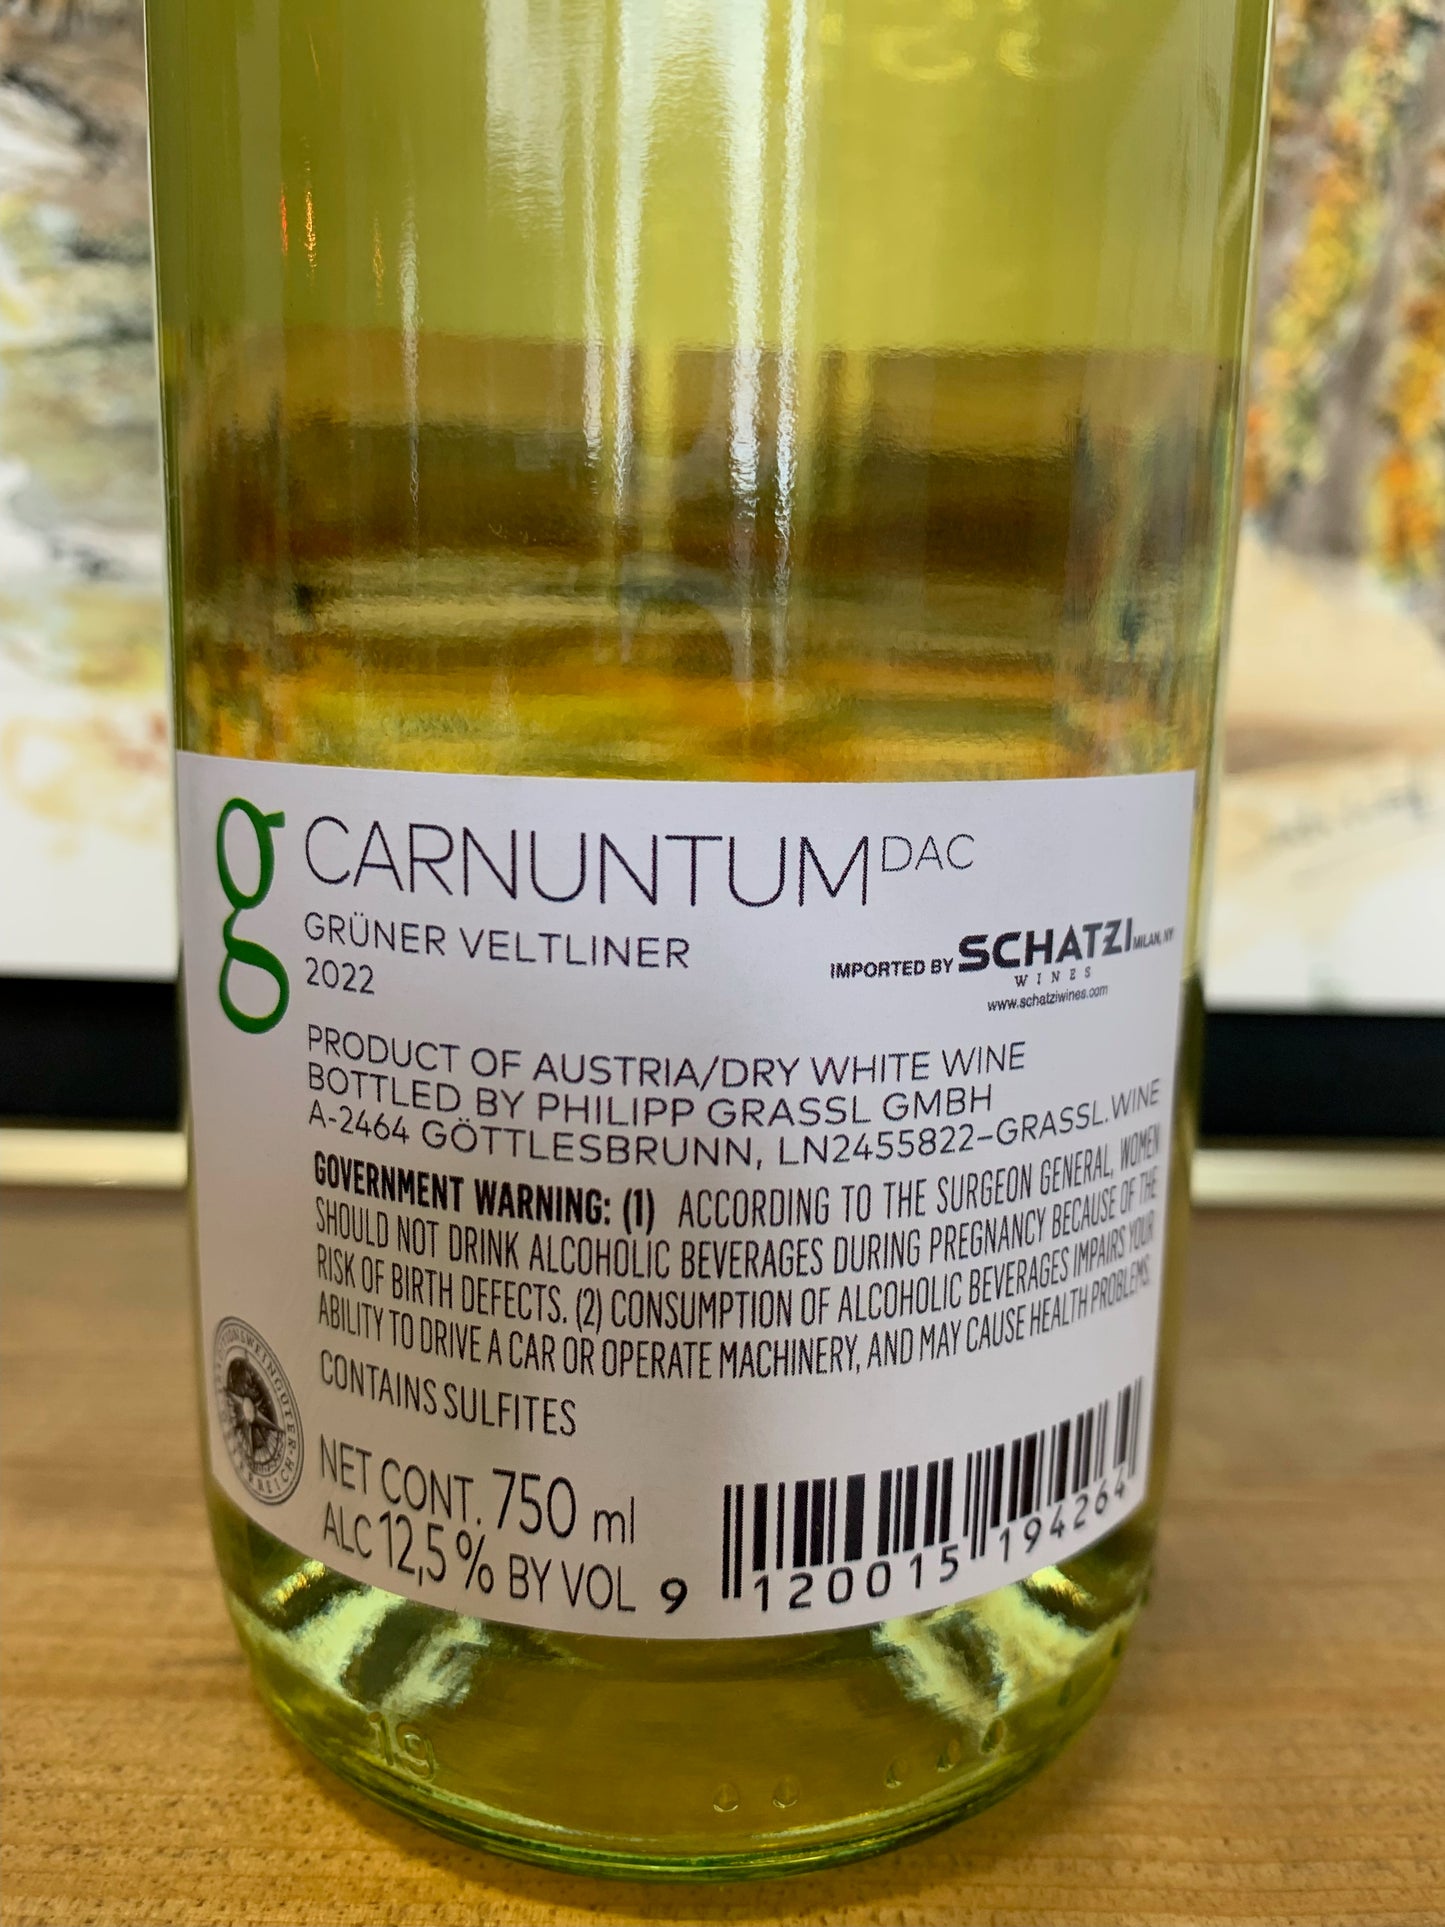 g CARNUNTUM DAC
GRÜNER VELTLINER
2022
IMPORTED BY SCHATZI MILAN, NY
WINES
www.schatziwines.com
PRODUCT OF AUSTRIA/DRY WHITE WINE
BOTTLED BY PHILIPP GRASSL GMBH
A-2464 GÖTTLESBRUNN, LN2455822–GRASSL.WINE
GOVERNMENT WARNING: (1) ACCORDING TO THE SURGEON GENERAL, WOMEN
SHOULD NOT DRINK ALCOHOLIC BEVERAGES DURING PREGNANCY BECAUSE OF THE
RISK OF BIRTH DEFECTS. (2) CONSUMPTION OF ALCOHOLIC BEVERAGES IMPAIRS YOUR
ABILITY TO DRIVE A CAR OR OPERATE MACHINERY, AND MAY CAUSE HEALTH PROBLEMS.
CONTAINS SULFITES
NET CONT. 750 ml
ALC 12,5 % BY VOL
9 120015 194264
19